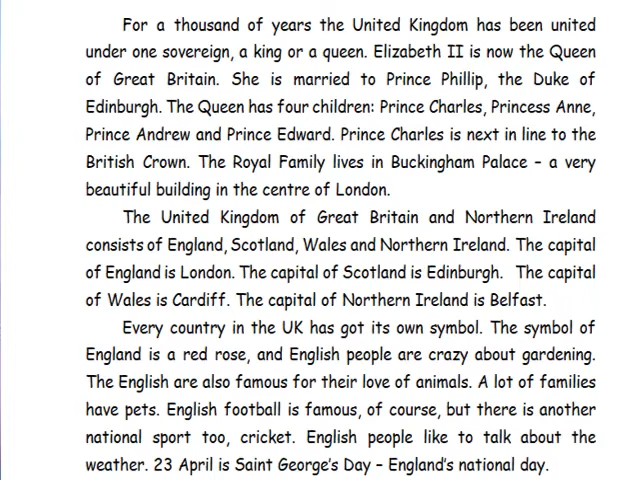 For a thousand of years the United Kingdom has been united
under one sovereign, a king or a queen. Elizabeth II is now the Queen
of Great Britain. She is married to Prince Phillip, the Duke of
Edinburgh. The Queen has four children: Prince Charles, Princess Anne,
Prince Andrew and Prince Edward. Prince Charles is next in line to the
British Crown. The Royal Family lives in Buckingham Palace – a very
beautiful building in the centre of London.
The United Kingdom of Great Britain and Northern Ireland
consists of England, Scotland, Wales and Northern Ireland. The capital
of England is London. The capital of Scotland is Edinburgh. The capital
of Wales is Cardiff. The capital of Northern Ireland is Belfast.
Every country in the UK has got its own symbol. The symbol of
England is a red rose, and English people are crazy about gardening.
The English are also famous for their love of animals. A lot of families
have pets. English football is famous, of course, but there is another
national sport too, cricket. English people like to talk about the
weather. 23 April is Saint George's Day – England's national day.